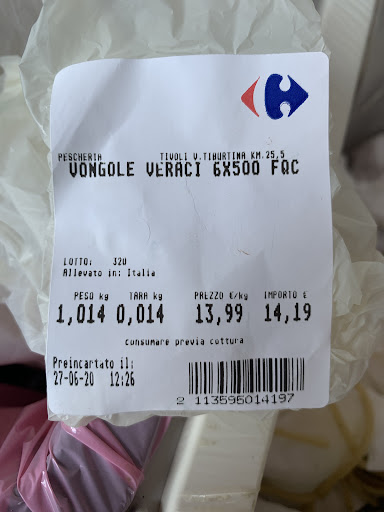 PESCHERIA TIVOLI V.TIBURTINA KM.25,5
VONGOLE VERACI 6X500 FQC
LOTTO: 320
Allevato in: Italia
PESO kg TARA kg PREZZO €/kg IMPORTO €
1,014 0,014 13,99 14,19
consumare previa cottura
Preincartato il:
27-06-20 12:26
2 113595014197